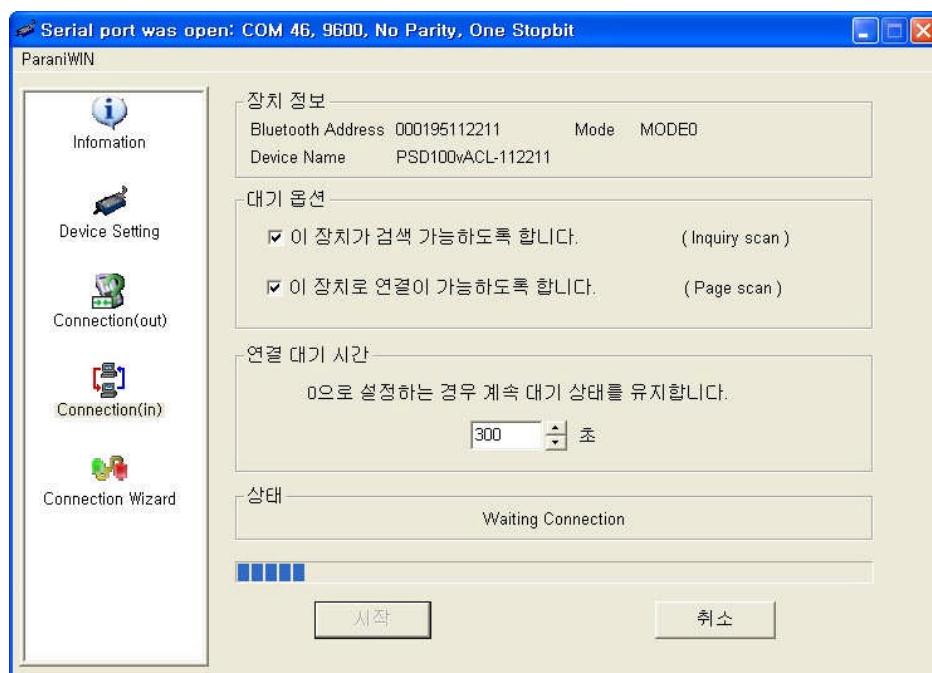 Serial port was open: COM 46, 9600, No Parity, One Stopbit
ParaniWIN
Infomation
Device Setting
Connection(out)
Connection(in)
Connection Wizard
장치 정보
Bluetooth Address 000195112211 Mode MODE0
Device Name PSD100vACL-112211
대기 옵션
이 장치가 검색 가능하도록 합니다. ( Inquiry scan )
이 장치로 연결이 가능하도록 합니다. ( Page scan )
연결 대기 시간
0으로 설정하는 경우 계속 대기 상태를 유지합니다.
300 초
상태
Waiting Connection
시작 취소